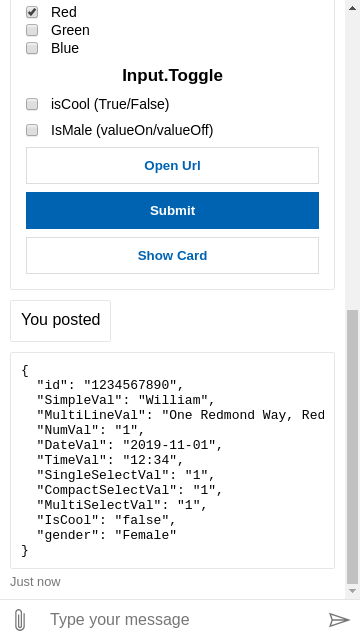 Red
Green
Blue
Input.Toggle
isCool (True/False)
IsMale (valueOn/valueOff)
Open Url
Submit
Show Card
You posted
{
  "id": "1234567890",
  "SimpleVal": "William",
  "MultiLineVal": "One Redmond Way, Red
  "NumVal": "1",
  "DateVal": "2019-11-01",
  "TimeVal": "12:34",
  "SingleSelectVal": "1",
  "CompactSelectVal": "1",
  "MultiSelectVal": "1",
  "IsCool": "false",
  "gender": "Female"
}
Just now
Type your message